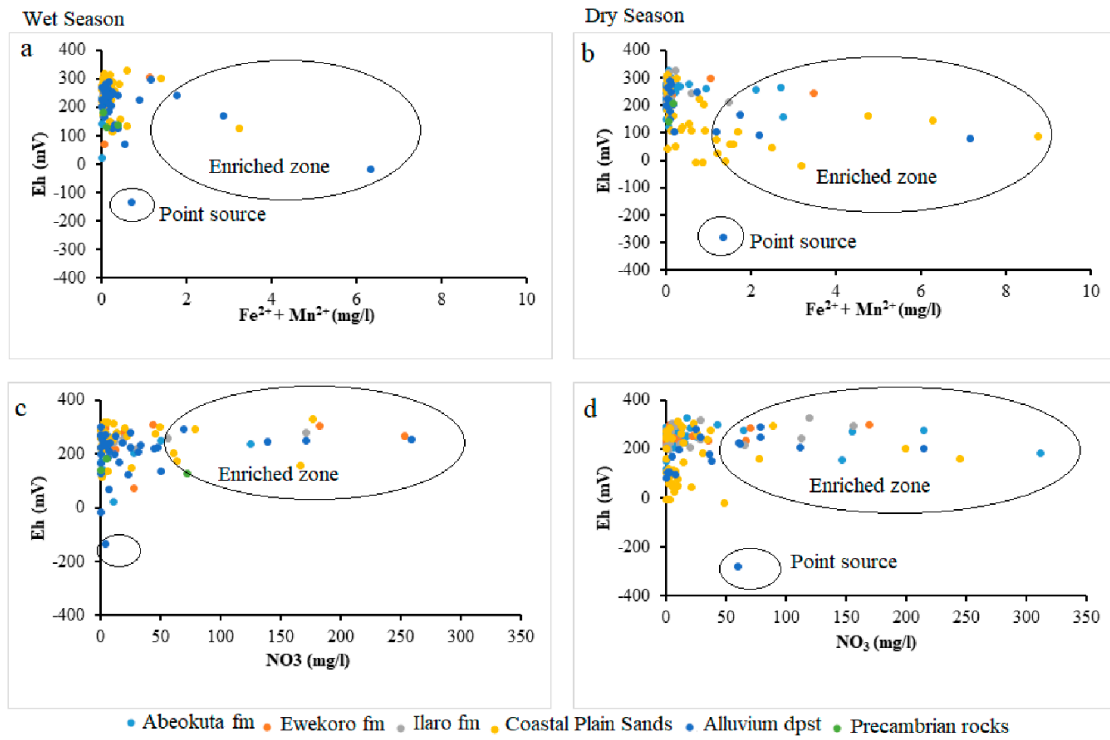 Wet Season
Dry Season
a
400
300
200
100
0
-100
-200
-300
-400
Eh (mV)
Enriched zone
Point source
0 2 4 6 8 10
Fe²⁺ + Mn²⁺ (mg/l)
b
400
300
200
100
0
-100
-200
-300
-400
Eh (mV)
Enriched zone
Point source
0 2 4 6 8 10
Fe²⁺ + Mn²⁺ (mg/l)
c
400
200
0
-200
-400
Eh (mV)
Enriched zone
0 50 100 150 200 250 300 350
NO3 (mg/l)
d
400
200
0
-200
-400
Eh (mV)
Enriched zone
Point source
0 50 100 150 200 250 300 350
NO₃ (mg/l)
Abeokuta fm Ewekoro fm Ilaro fm Coastal Plain Sands Alluvium dpst Precambrian rocks